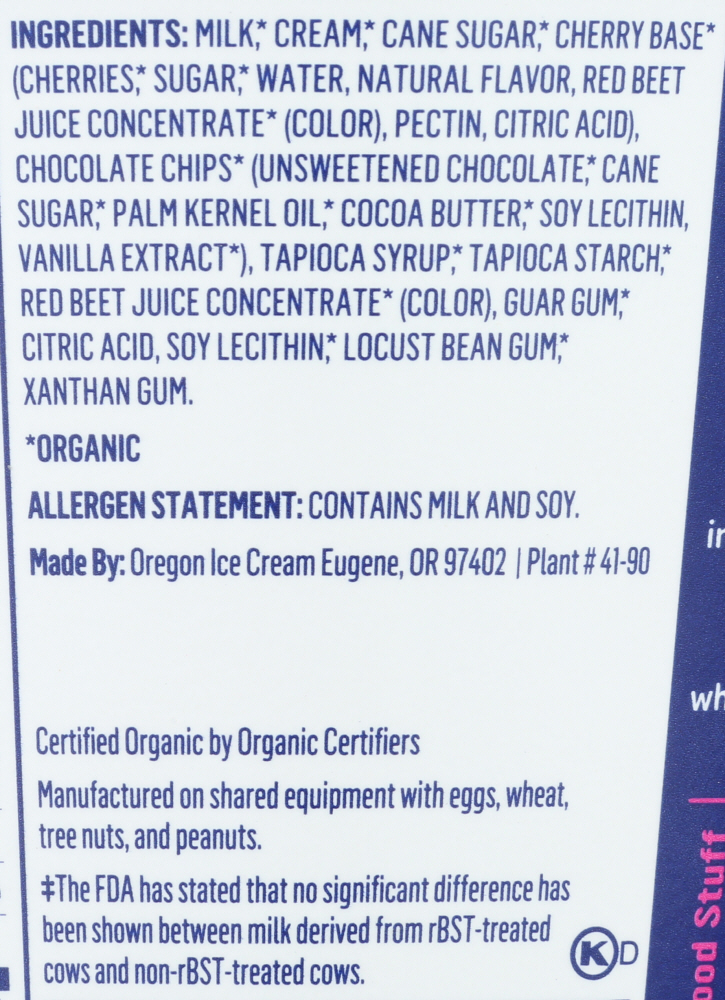 INGREDIENTS: MILK,* CREAM,* CANE SUGAR,* CHERRY BASE*
(CHERRIES,* SUGAR,* WATER, NATURAL FLAVOR, RED BEET
JUICE CONCENTRATE* (COLOR), PECTIN, CITRIC ACID),
CHOCOLATE CHIPS* (UNSWEETENED CHOCOLATE,* CANE
SUGAR,* PALM KERNEL OIL,* COCOA BUTTER,* SOY LECITHIN,
VANILLA EXTRACT*), TAPIOCA SYRUP,* TAPIOCA STARCH,*
RED BEET JUICE CONCENTRATE* (COLOR), GUAR GUM,*
CITRIC ACID, SOY LECITHIN,* LOCUST BEAN GUM,*
XANTHAN GUM.
*ORGANIC
ALLERGEN STATEMENT: CONTAINS MILK AND SOY.
Made By: Oregon Ice Cream Eugene, OR 97402 | Plant # 41-90
Certified Organic by Organic Certifiers
Manufactured on shared equipment with eggs, wheat,
tree nuts, and peanuts.
‡The FDA has stated that no significant difference has
been shown between milk derived from rBST-treated
cows and non-rBST-treated cows.
K D
Stuff |